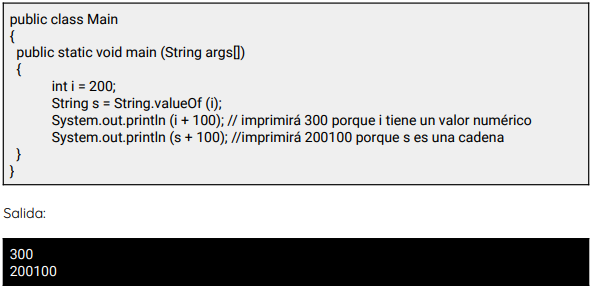 public class Main
{
public static void main (String args[])
{
int i = 200;
String s = String.valueOf (i);
System.out.println (i + 100); // imprimirá 300 porque i tiene un valor numérico
System.out.println (s + 100); //imprimirá 200100 porque s es una cadena
}
}
Salida:
300
200100